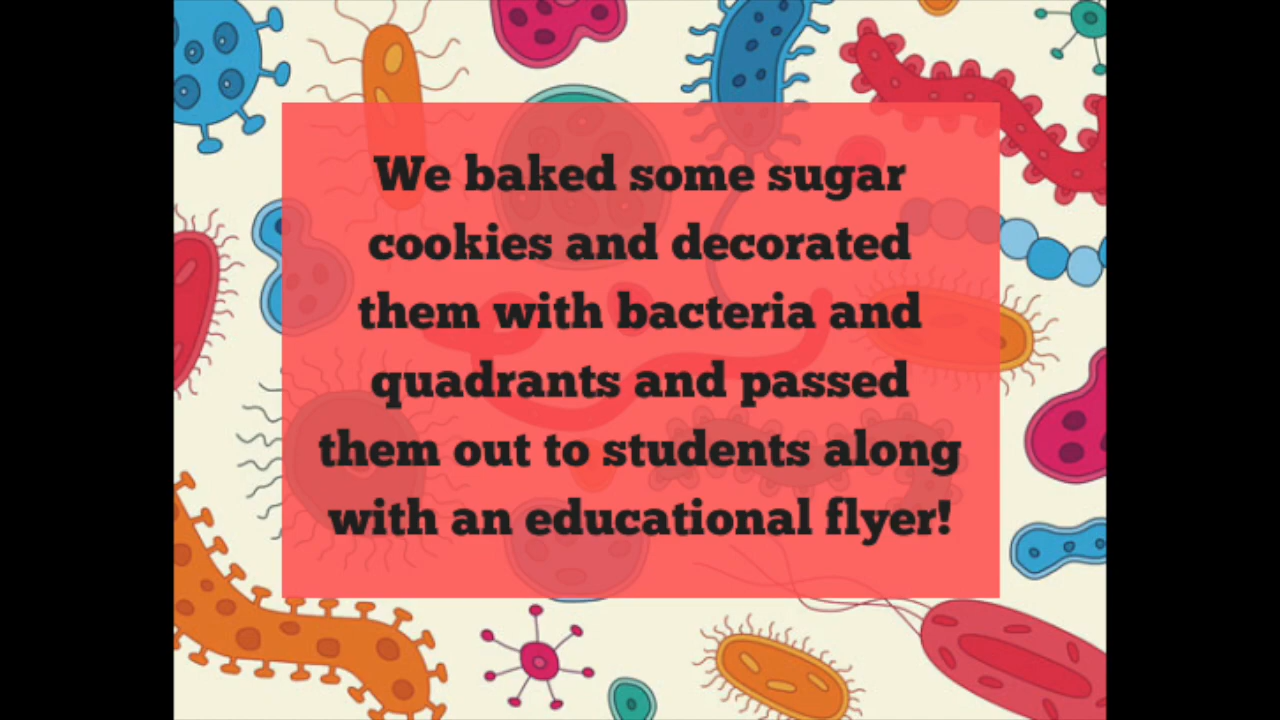 We baked some sugar
cookies and decorated
them with bacteria and
quadrants and passed
them out to students along
with an educational flyer!